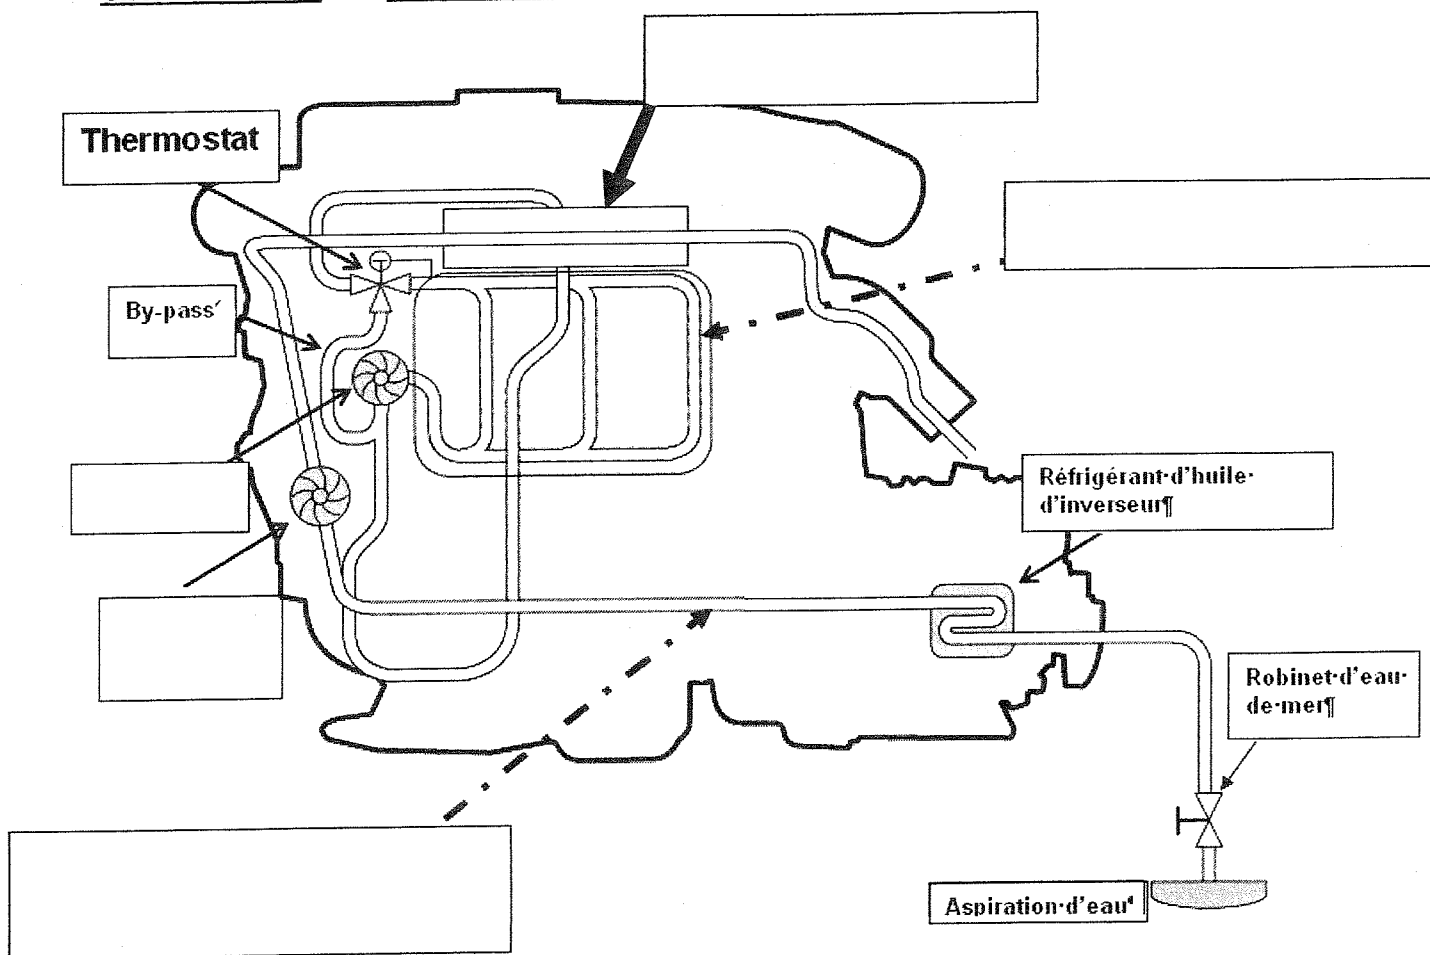 Thermostat
By-pass´
Réfrigérant·d'huile·
d'inverseur¶
Robinet·d'eau·
de·mer¶
Aspiration·d'eau¶